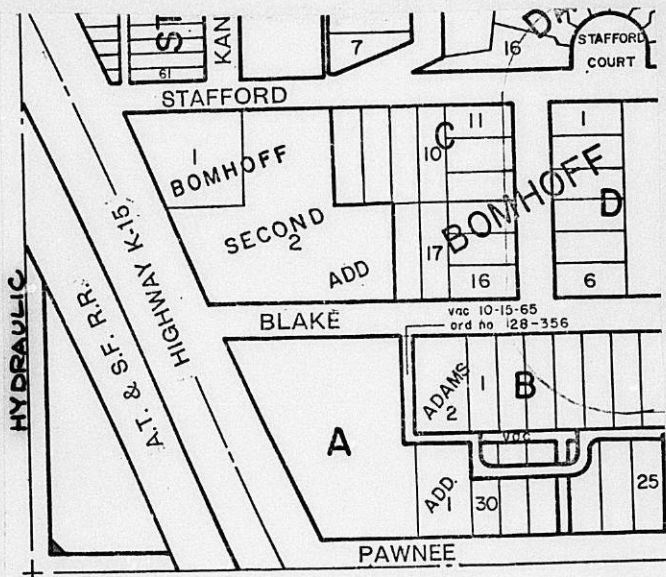 ST
KAN
7
16
DR
STAFFORD
COURT
61
STAFFORD
1
BOMHOFF
SECOND
2
ADD
10
C
11
17
16
BOMHOFF
1
D
6
HYDRAULIC
A.T. & S.F. R.R.
HIGHWAY K-15
BLAKE
vac 10-15-65
ord no 128-356
A
ADAMS
2
1
B
vac
ADD.
1
30
25
PAWNEE